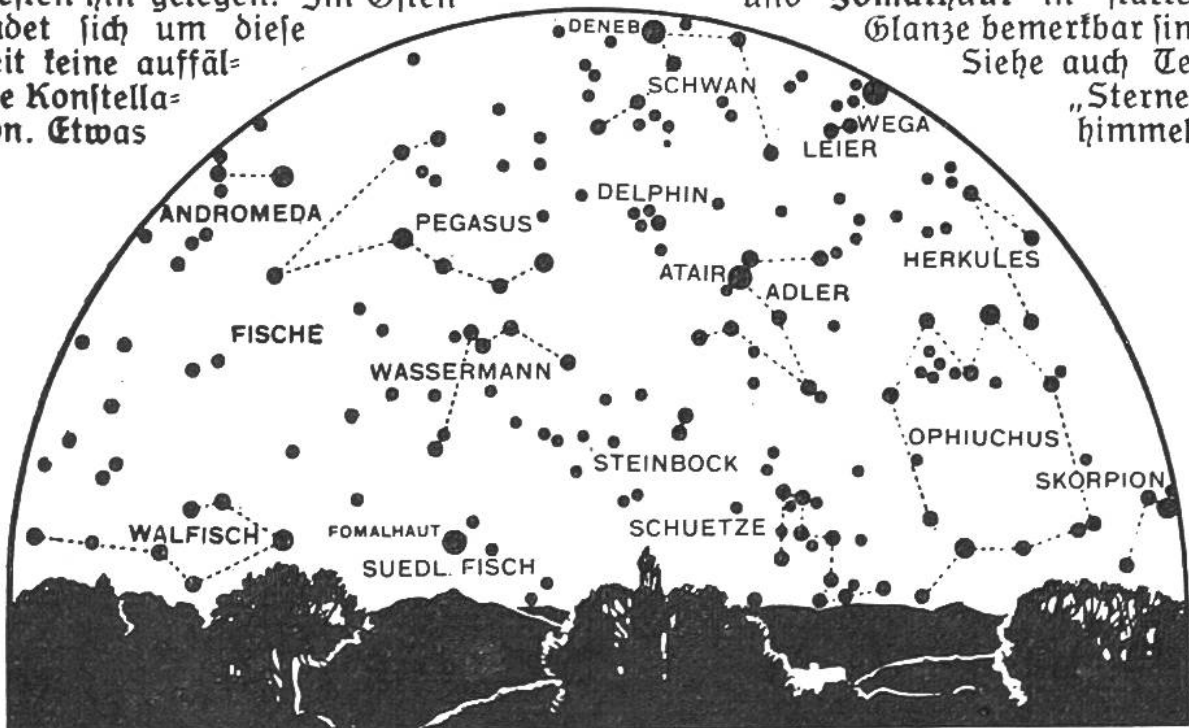 esten hin gelegen. Im Osten
det sich um diese
eit keine auffäl=
e Konstella=
on. Etwas
und Fomalhaut in
Glanze bemerkbar sin
Siehe auch Te
„Sterne
himmel
DENEB
SCHWAN
WEGA
LEIER
ANDROMEDA
DELPHIN
PEGASUS
ATAIR
HERKULES
ADLER
FISCHE
WASSERMANN
STEINBOCK
OPHIUCHUS
SKORPION
WALFISCH
FOMALHAUT
SCHUETZE
SUEDL. FISCH